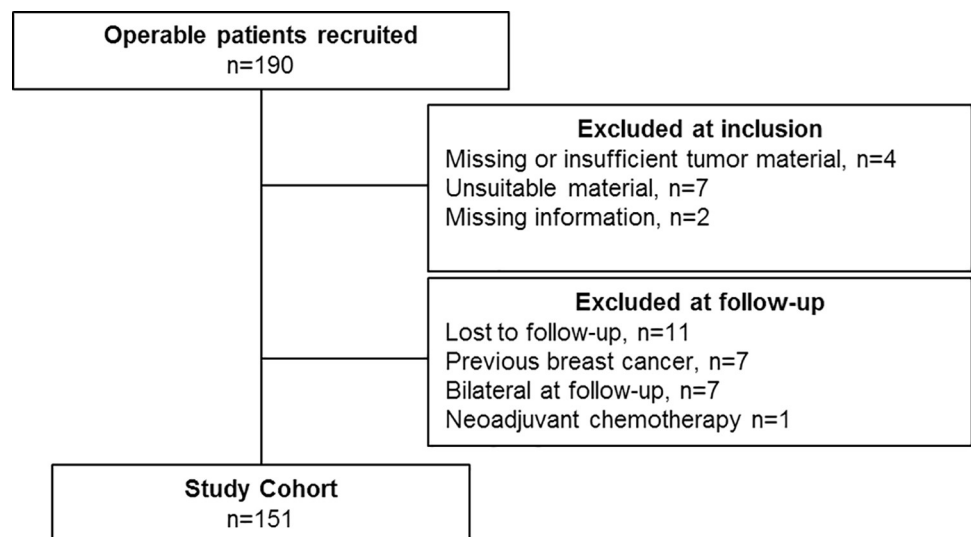 Operable patients recruited
n=190
Excluded at inclusion
Missing or insufficient tumor material, n=4
Unsuitable material, n=7
Missing information, n=2
Excluded at follow-up
Lost to follow-up, n=11
Previous breast cancer, n=7
Bilateral at follow-up, n=7
Neoadjuvant chemotherapy n=1
Study Cohort
n=151